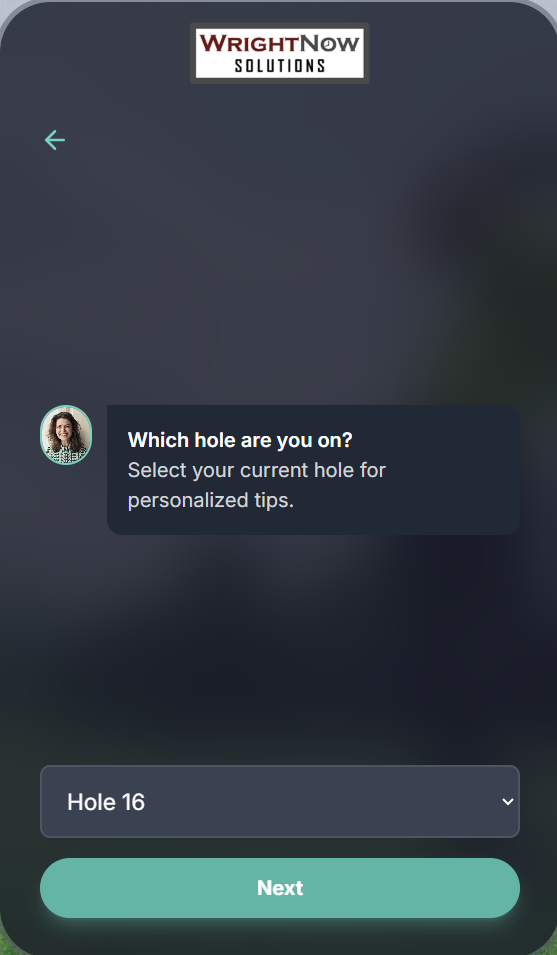 WRIGHTNOW
SOLUTIONS
Which hole are you on?
Select your current hole for
personalized tips.
Hole 16
Next